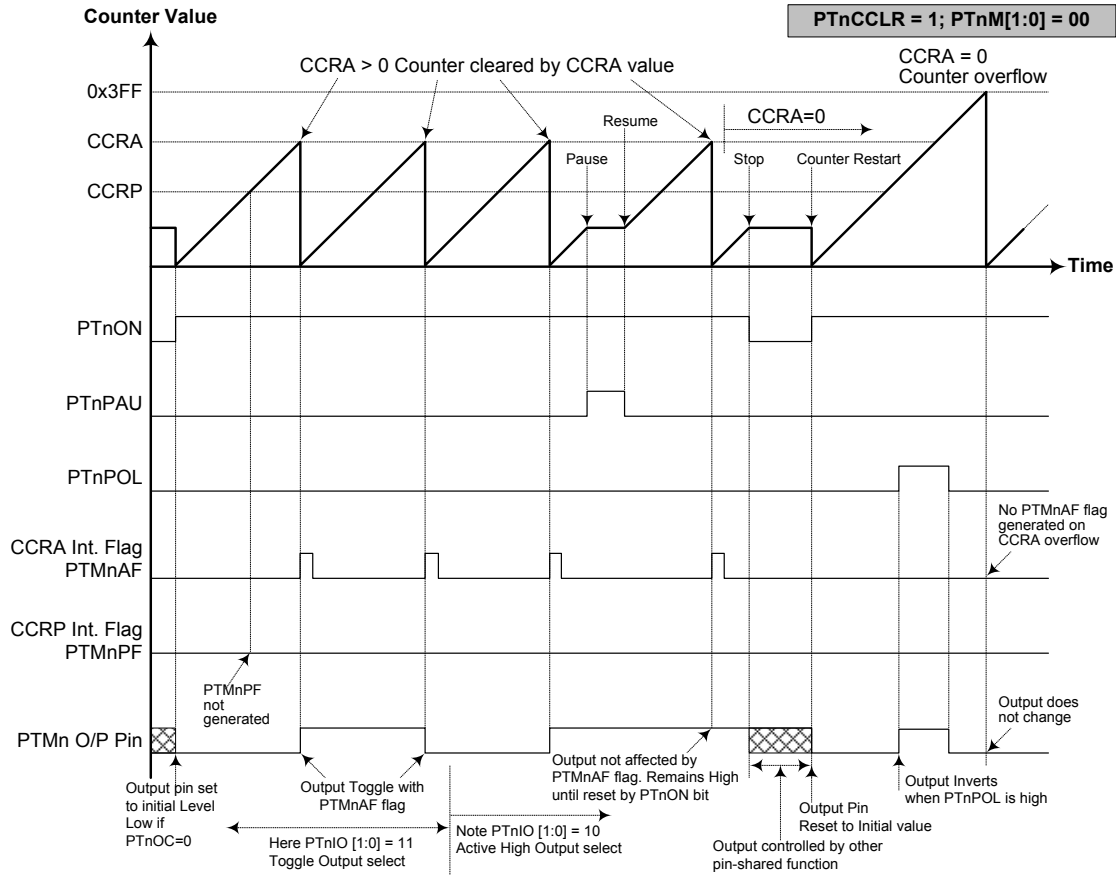 Counter Value
PTnCCLR = 1; PTnM[1:0] = 00
CCRA > 0 Counter cleared by CCRA value
CCRA = 0
Counter overflow
0x3FF
CCRA
CCRP
Resume
CCRA=0
Pause
Stop
Counter Restart
Time
PTnON
PTnPAU
PTnPOL
No PTMnAF flag
generated on
CCRA overflow
CCRA Int. Flag
PTMnAF
CCRP Int. Flag
PTMnPF
PTMnPF
not
generated
Output does
not change
PTMn O/P Pin
Output pin set
to initial Level
Low if
PTnOC=0
Output Toggle with
PTMnAF flag
Output not affected by
PTMnAF flag. Remains High
until reset by PTnON bit
Output Inverts
when PTnPOL is high
Output Pin
Reset to Initial value
Here PTnIO [1:0] = 11
Toggle Output select
Note PTnIO [1:0] = 10
Active High Output select
Output controlled by other
pin-shared function